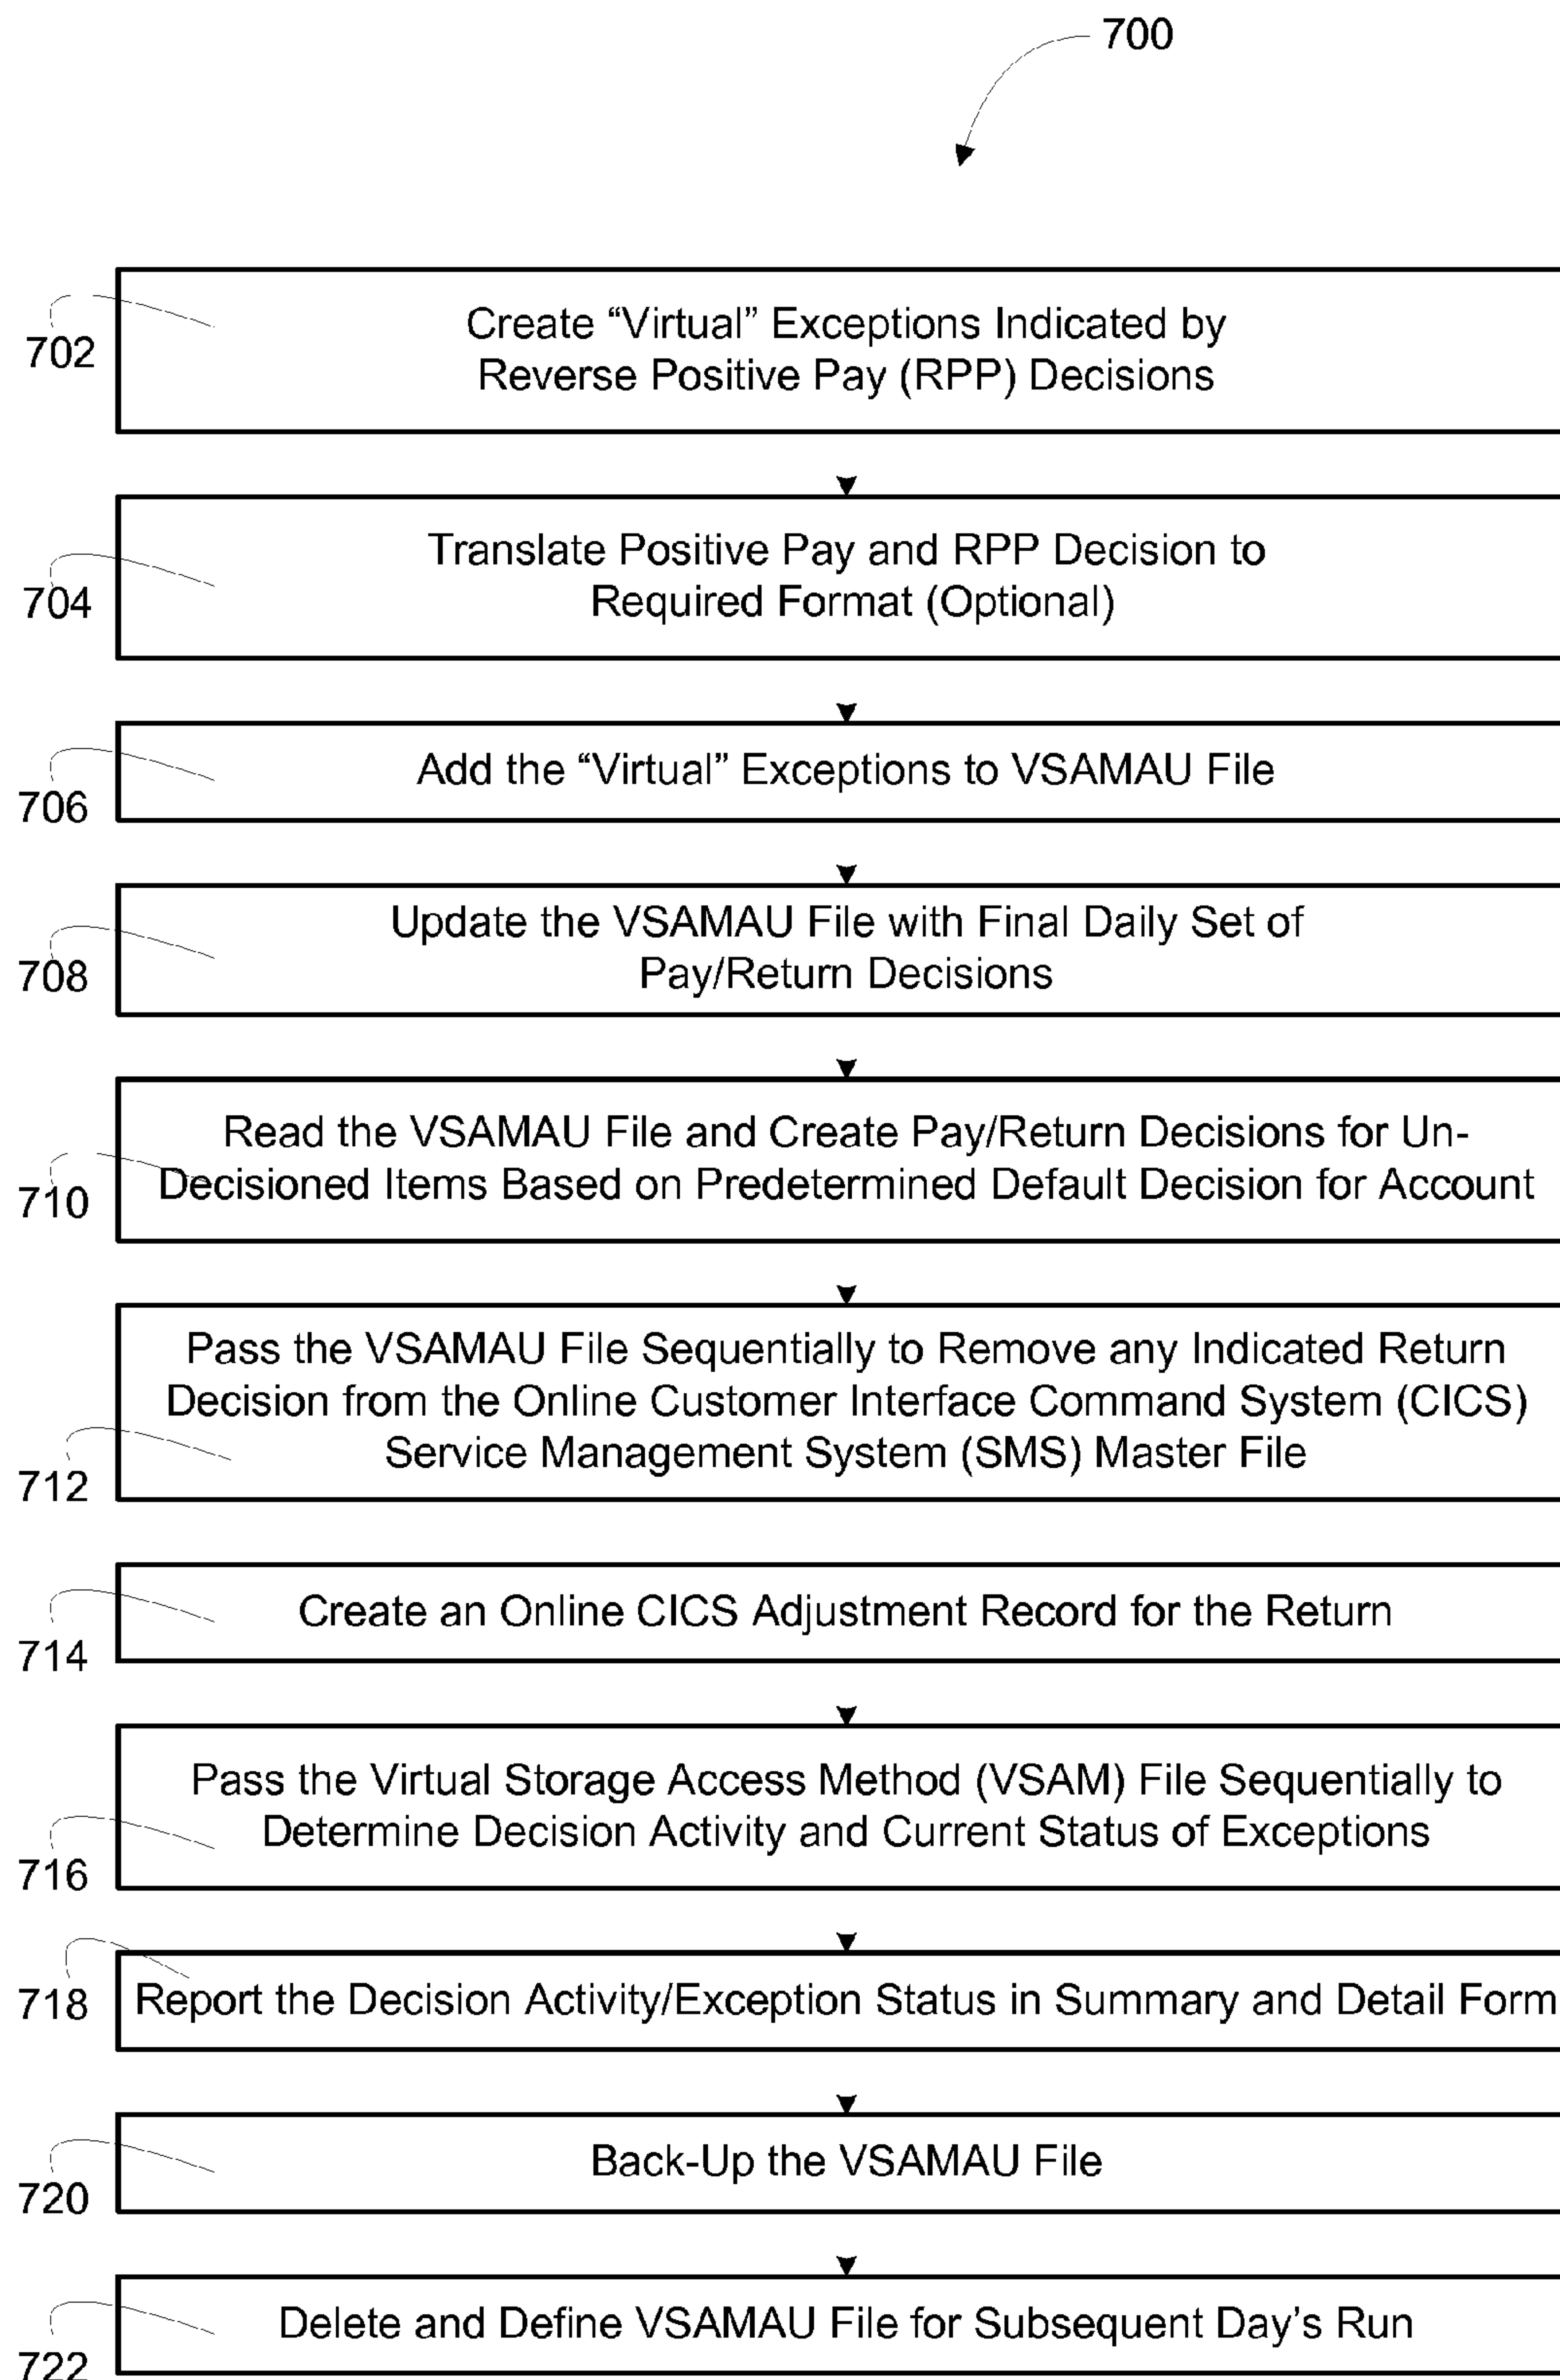 700
702
Create “Virtual” Exceptions Indicated by
Reverse Positive Pay (RPP) Decisions
704
Translate Positive Pay and RPP Decision to
Required Format (Optional)
706
Add the “Virtual” Exceptions to VSAMAU File
708
Update the VSAMAU File with Final Daily Set of
Pay/Return Decisions
710
Read the VSAMAU File and Create Pay/Return Decisions for Un-
Decisioned Items Based on Predetermined Default Decision for Account
712
Pass the VSAMAU File Sequentially to Remove any Indicated Return
Decision from the Online Customer Interface Command System (CICS)
Service Management System (SMS) Master File
714
Create an Online CICS Adjustment Record for the Return
716
Pass the Virtual Storage Access Method (VSAM) File Sequentially to
Determine Decision Activity and Current Status of Exceptions
718
Report the Decision Activity/Exception Status in Summary and Detail Form
720
Back-Up the VSAMAU File
722
Delete and Define VSAMAU File for Subsequent Day’s Run